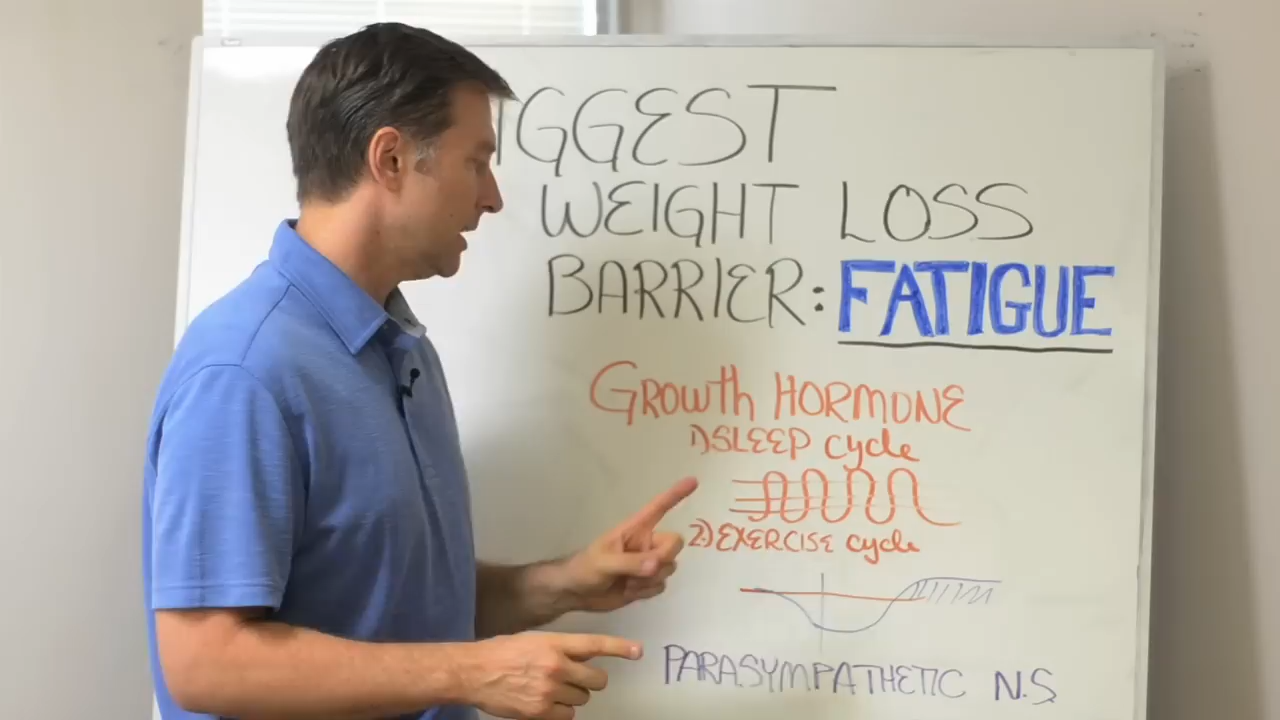 IGGEST
WEIGHT LOSS
BARRIER: FATIGUE
GROWTH HORMONE
1) SLEEP cycle
2) EXERCISE cycle
PARASYMPATHETIC N.S